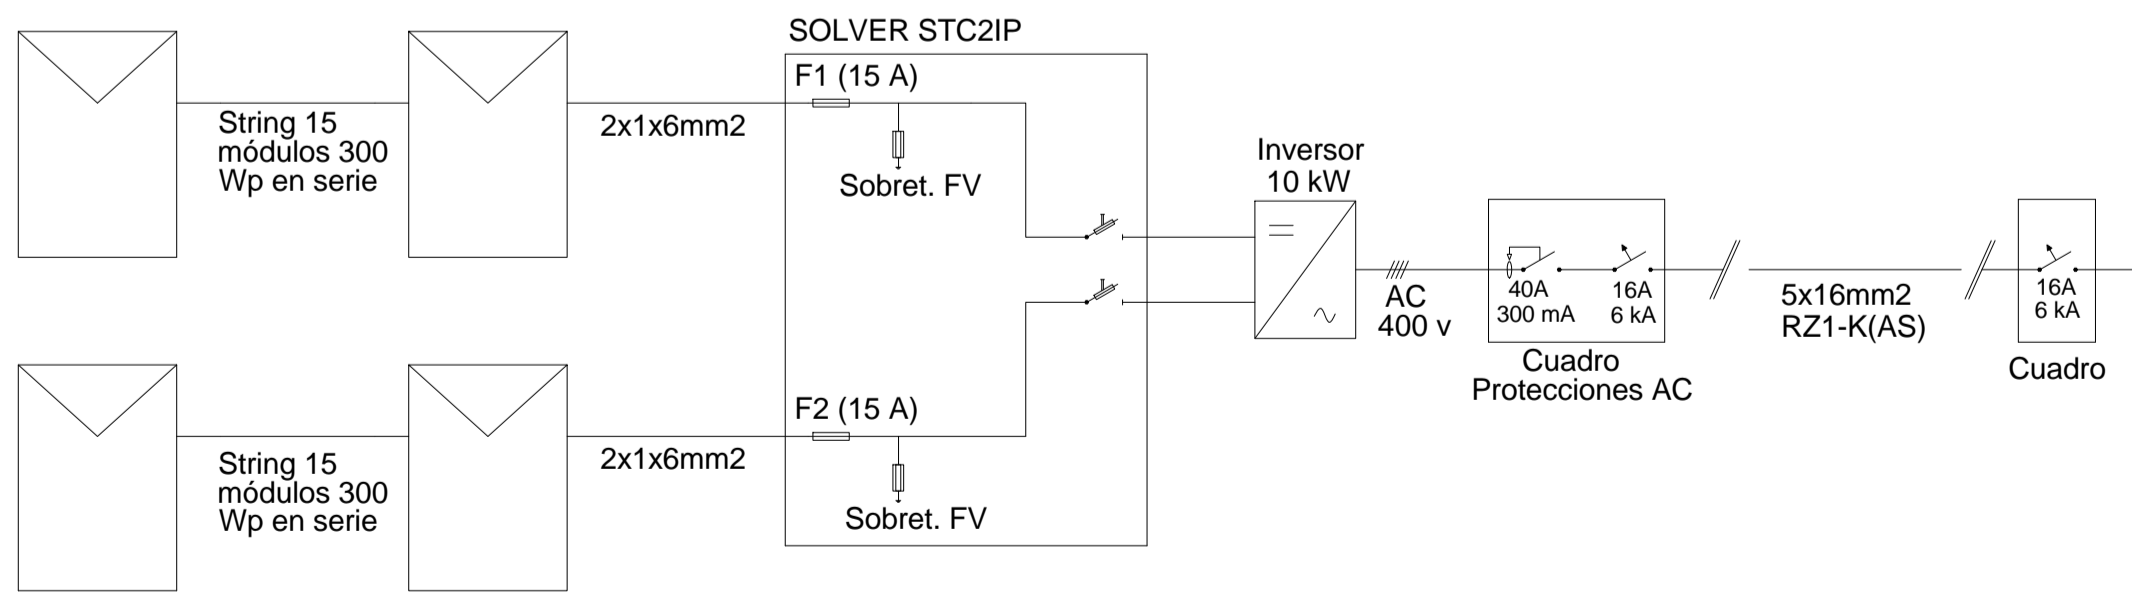 SOLVER STC2IP
F1 (15 A)
String 15
módulos 300
Wp en serie
2x1x6mm2
Sobret. FV
Inversor
10 kW
AC
400 v
40A
300 mA
16A
6 kA
Cuadro
Protecciones AC
5x16mm2
RZ1-K(AS)
16A
6 kA
Cuadro
F2 (15 A)
String 15
módulos 300
Wp en serie
2x1x6mm2
Sobret. FV